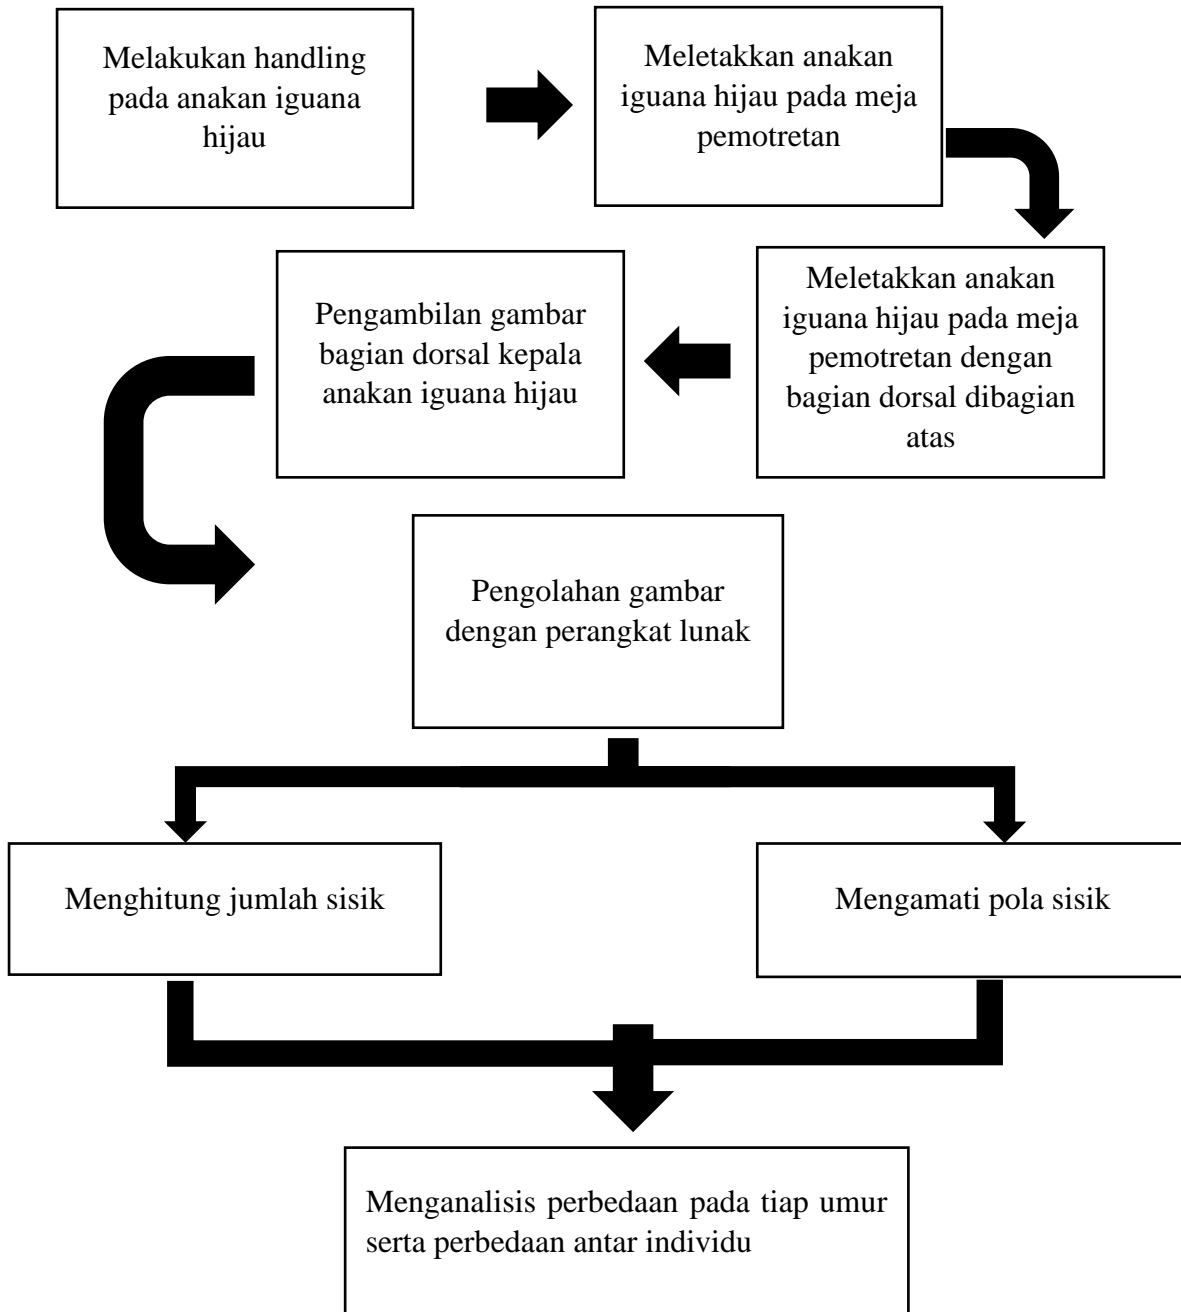 Melakukan handling
pada anakan iguana
hijau
Meletakkan anakan
iguana hijau pada meja
pemotretan
Meletakkan anakan
iguana hijau pada meja
pemotretan dengan
bagian dorsal dibagian
atas
Pengambilan gambar
bagian dorsal kepala
anakan iguana hijau
Pengolahan gambar
dengan perangkat lunak
Menghitung jumlah sisik
Mengamati pola sisik
Menganalisis perbedaan pada tiap umur
serta perbedaan antar individu